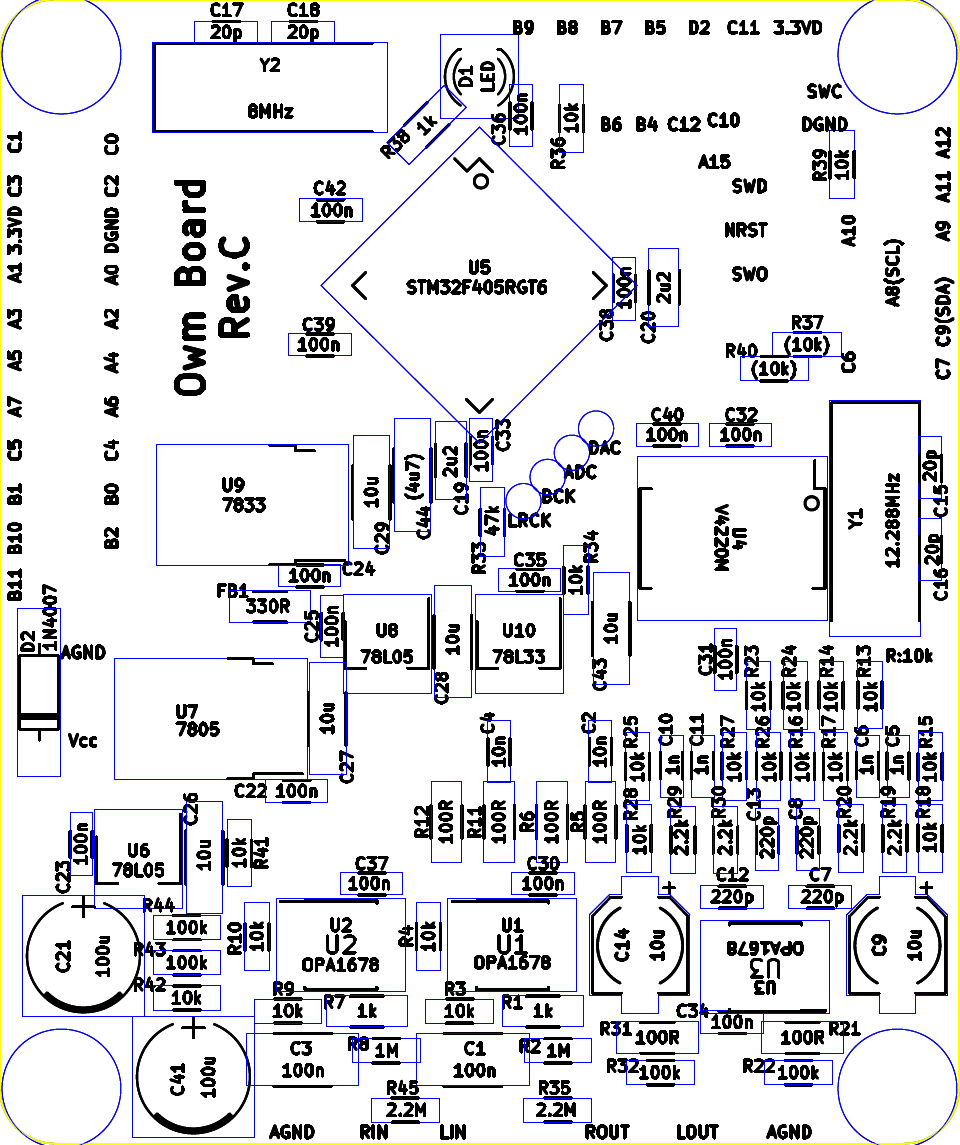 C17 C18
20p 20p
B9 B8 B7 B5 D2 C11 3.3VD
Y2
8MHz
D1
LED
R38
1k
C36
100n
R36
10k
SWC
DGND
B6 B4 C12 C10
A15
R39
10k
SWD
NRST
SWO
A12
A11
A10
A9
A8(SCL)
C9(SDA)
C7
C6
C1 C0
C3 C2
3.3VD DGND
A1 A0
A3 A2
A5 A4
A7 A6
C5 C4
B1 B0
B10 B2
B11
Owm Board
Rev.C
C42
100n
U5
STM32F405RGT6
C39
100n
C38
100n
C20
2u2
R37
(10k)
R40
(10k)
C40
100n
C32
100n
C33
100n
C19
2u2
C44
(4u7)
C29
10u
U9
7833
DAC
ADC
BCK
LRCK
R33
47k
R34
10k
U4
V4220N
Y1
12.288MHz
20p
C15
20p
C16
C24
100n
FB1
330R
C25
100n
C35
100n
U8
78L05
10u
C28
U10
78L33
10u
C43
D2
1N4007
AGND
Vcc
U7
7805
10u
C27
C22 100n
C31
100n
R:10k
R23 R24 R14 R13
10k 10k 10k 10k
C4
10n
C2
10n
R25 C10 C11 R27 R26 R16 R17 C6 C5 R15
10k 1n 1n 10k 10k 10k 10k 1n 1n 10k
R28 R29 R30 C13 C8 R20 R19 R18
10k 2.2k 2.2k 220p 220p 2.2k 2.2k 10k
R12 R11 R6 R5
100R 100R 100R 100R
C23
100n
U6
78L05
C26
10u
R41
10k
C37
100n
C30
100n
C12
220p
C7
220p
C21
100u
R44
100k
R43
100k
R42
10k
R10
10k
U2
U2
OPA1678
R4
10k
U1
U1
OPA1678
C14
10u
OPA1678
U3
U3
C9
10u
R9
10k
R7
1k
R3
10k
R1
1k
C34
100n
R31
100R
R21
100R
R32
100k
R22
100k
C41
100u
C3
100n
R8
1M
C1
100n
R2
1M
R45
2.2M
R35
2.2M
AGND RIN LIN ROUT LOUT AGND